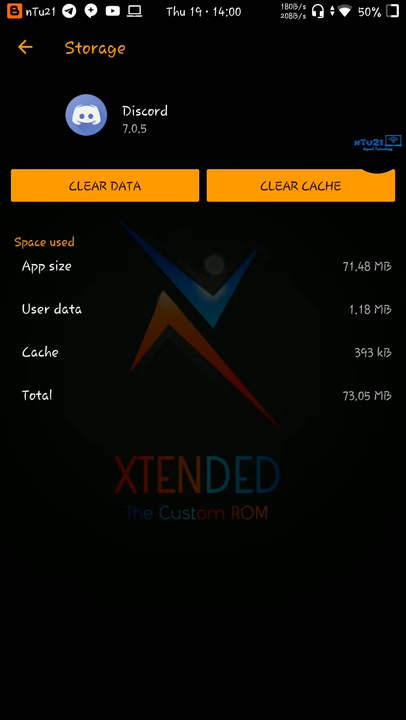 nTu21 Thu 19 · 14:00 180B/s 208B/s 50%
Storage
Discord
7.0.5
nTu21
CLEAR DATA CLEAR CACHE
Space used
App size 71.48 MB
User data 1.18 MB
Cache 393 kB
Total 73.05 MB
XTENDED
The Custom ROM